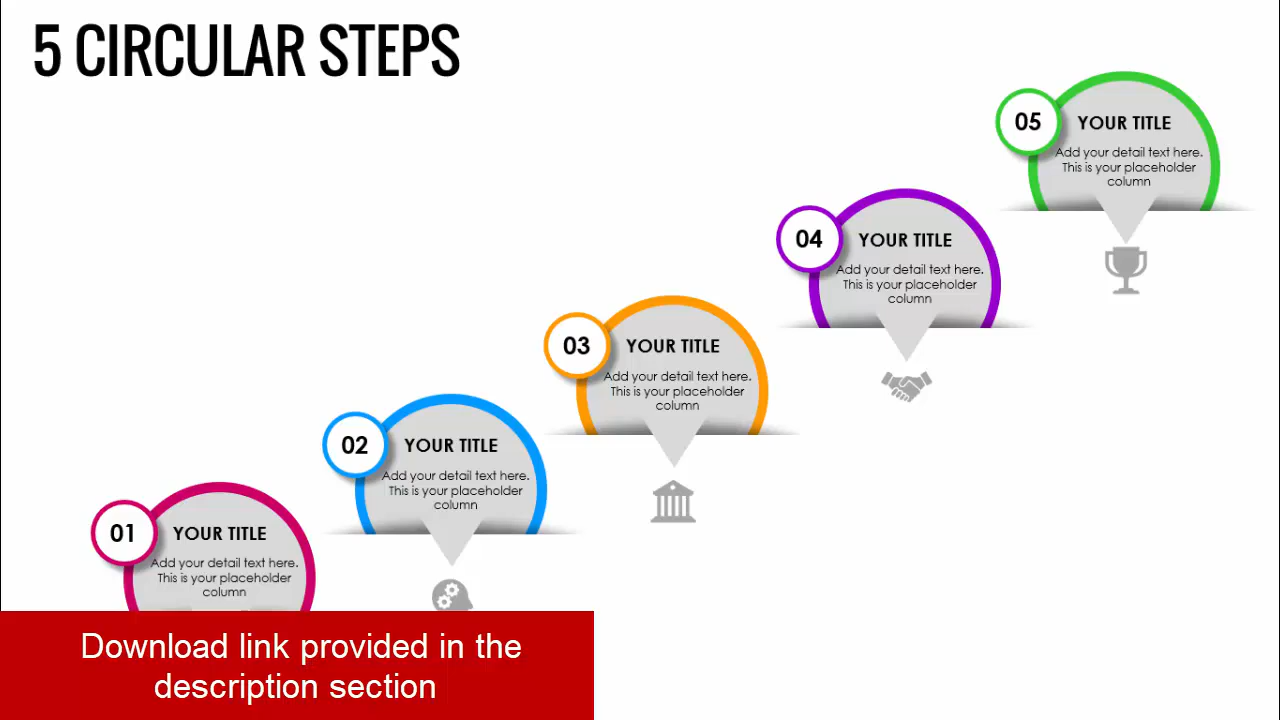 5 CIRCULAR STEPS
05
YOUR TITLE
Add your detail text here.
This is your placeholder
column
04
YOUR TITLE
Add your detail text here.
This is your placeholder
column
03
YOUR TITLE
Add your detail text here.
This is your placeholder
column
02
YOUR TITLE
Add your detail text here.
This is your placeholder
column
01
YOUR TITLE
Add your detail text here.
This is your placeholder
column
Download link provided in the
description section